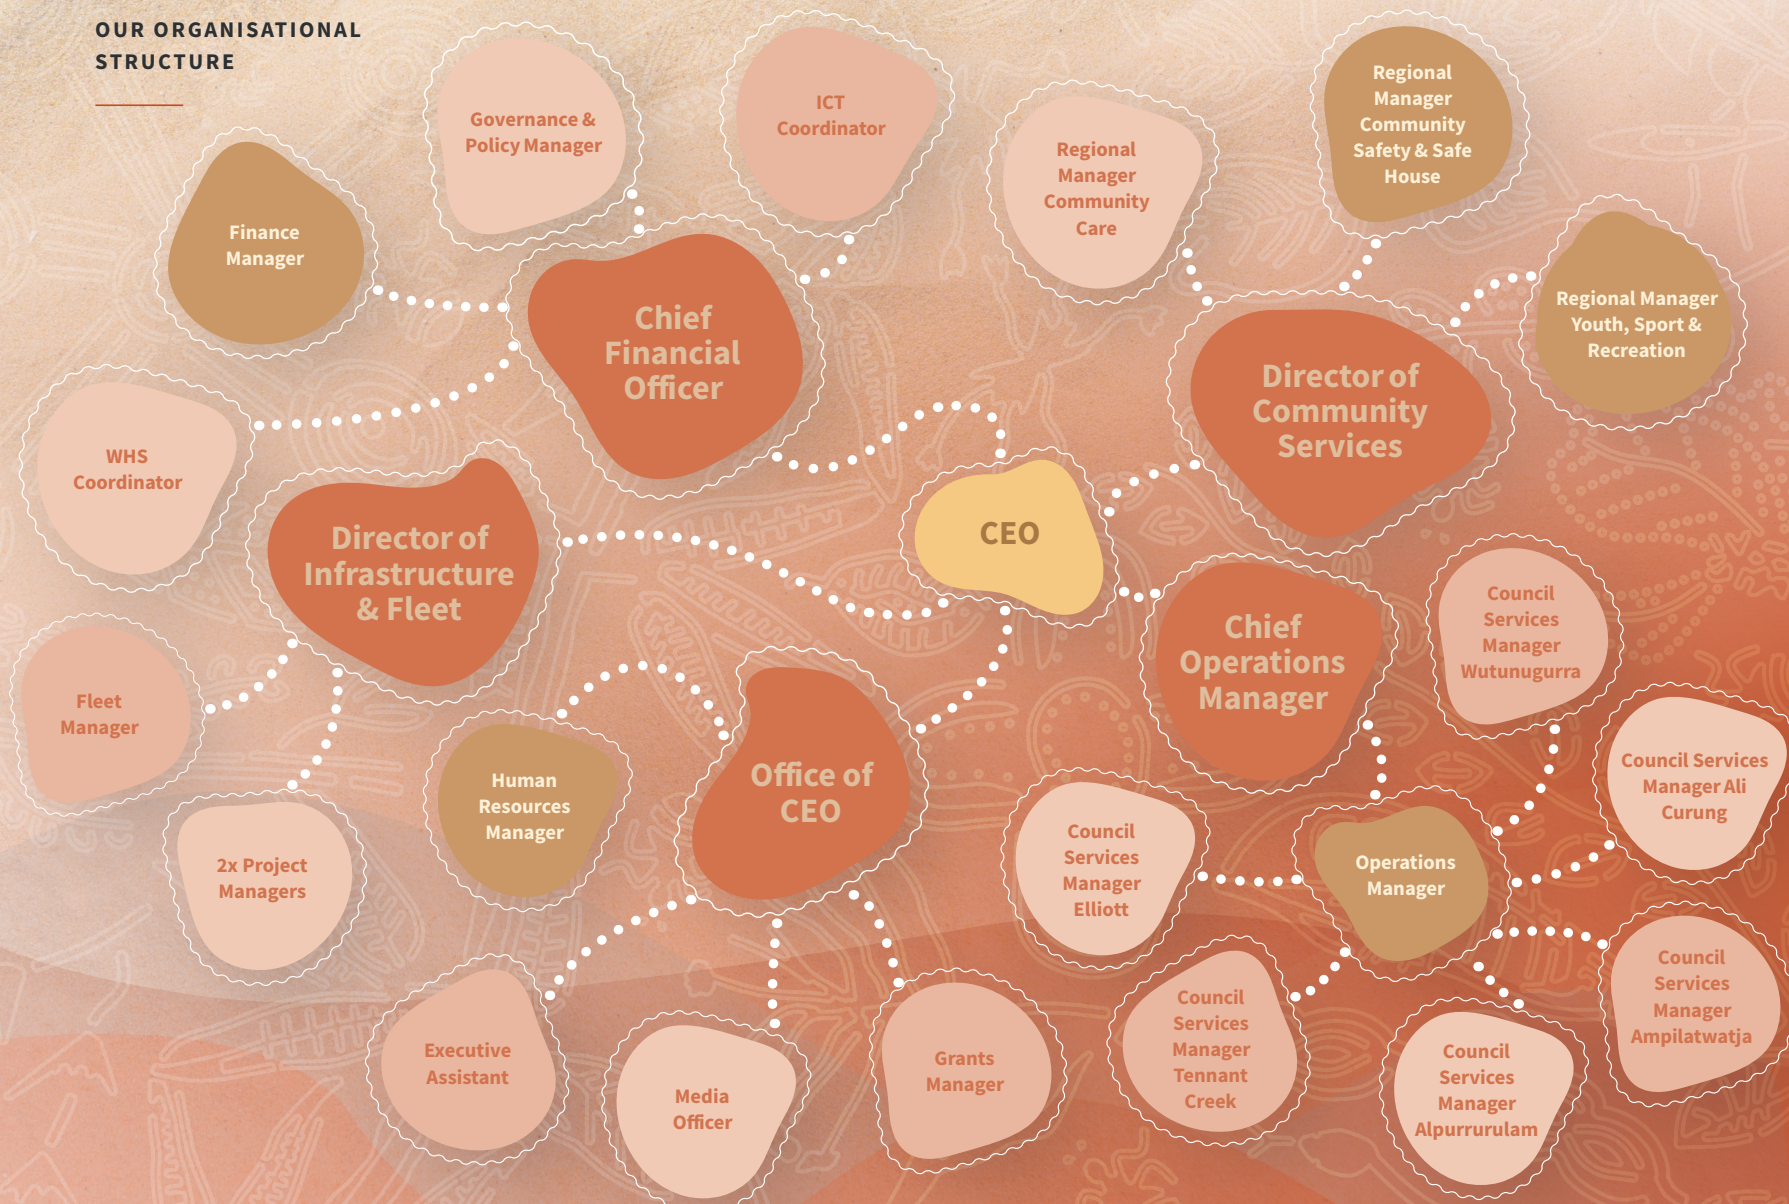 OUR ORGANISATIONAL
STRUCTURE
Governance &
Policy Manager
ICT
Coordinator
Regional
Manager
Community
Care
Regional
Manager
Community
Safety & Safe
House
Finance
Manager
Regional Manager
Youth, Sport &
Recreation
Chief
Financial
Officer
Director of
Community
Services
WHS
Coordinator
Director of
Infrastructure
& Fleet
CEO
Chief
Operations
Manager
Council
Services
Manager
Wutunugurra
Fleet
Manager
Human
Resources
Manager
Office of
CEO
Council Services
Manager Ali
Curung
2x Project
Managers
Council
Services
Manager
Elliott
Operations
Manager
Executive
Assistant
Media
Officer
Grants
Manager
Council
Services
Manager
Tennant
Creek
Council
Services
Manager
Alpurrurulam
Council
Services
Manager
Ampilatwatja